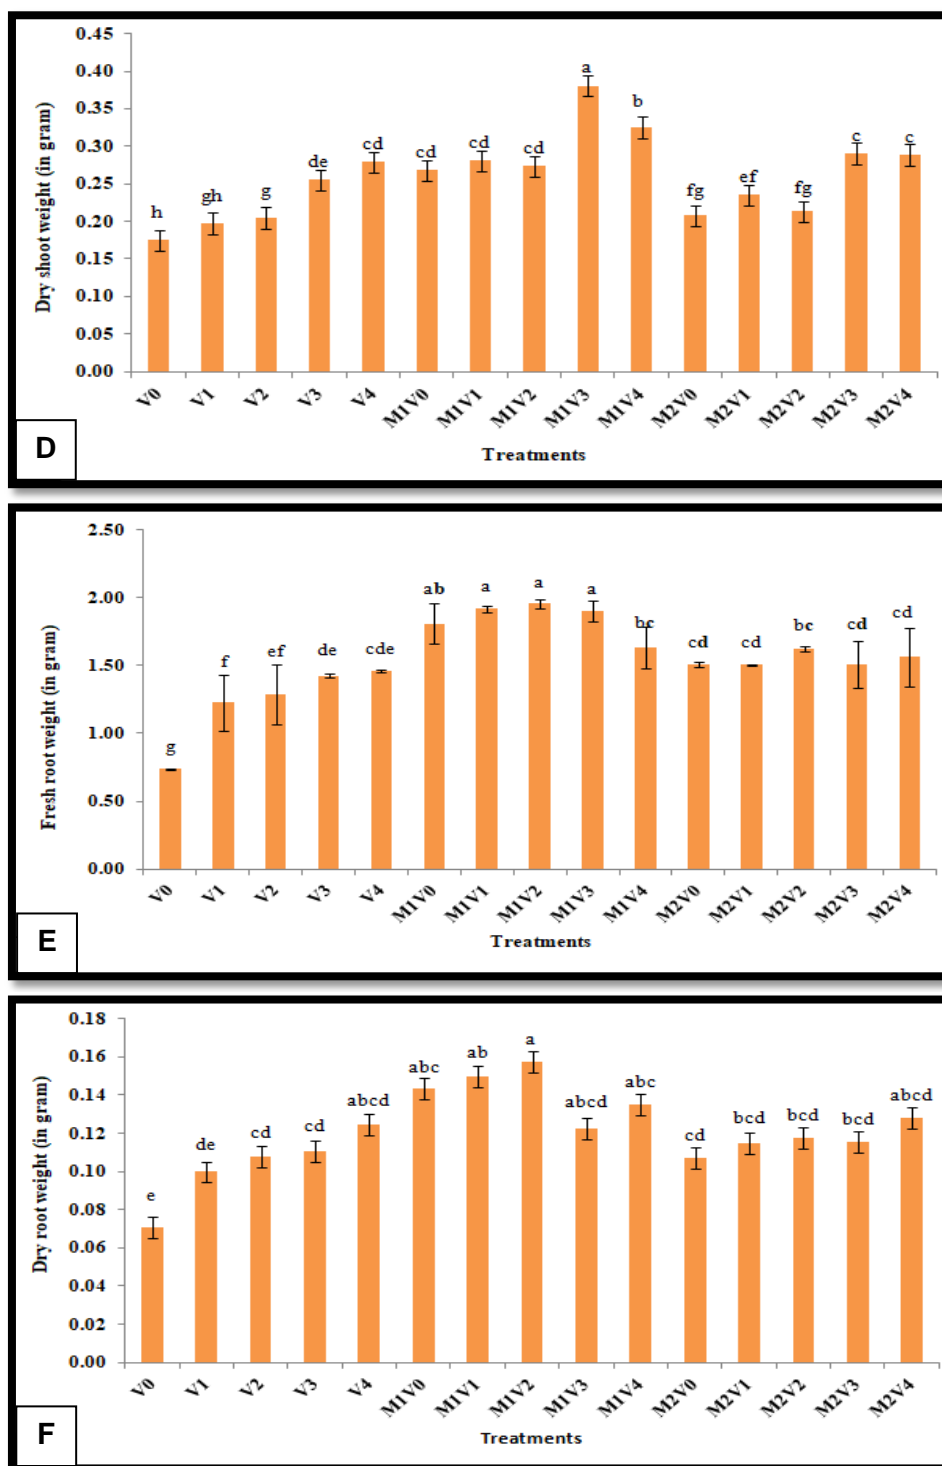 0.45
0.40
0.35
0.30
0.25
0.20
0.15
0.10
0.05
0.00
Dry shoot weight (in gram)
h gh g de cd cd cd cd a b fg ef fg c c
V0 V1 V2 V3 V4 M1V0 M1V1 M1V2 M1V3 M1V4 M2V0 M2V1 M2V2 M2V3 M2V4
Treatments
D
2.50
2.00
1.50
1.00
0.50
0.00
Fresh root weight (in gram)
g f ef de cde ab a a a bc cd cd bc cd cd
V0 V1 V2 V3 V4 M1V0 M1V1 M1V2 M1V3 M1V4 M2V0 M2V1 M2V2 M2V3 M2V4
Treatments
E
0.18
0.16
0.14
0.12
0.10
0.08
0.06
0.04
0.02
0.00
Dry root weight (in gram)
e de cd cd abcd abc ab a abcd abc cd bcd bcd bcd abcd
V0 V1 V2 V3 V4 M1V0 M1V1 M1V2 M1V3 M1V4 M2V0 M2V1 M2V2 M2V3 M2V4
Treatments
F